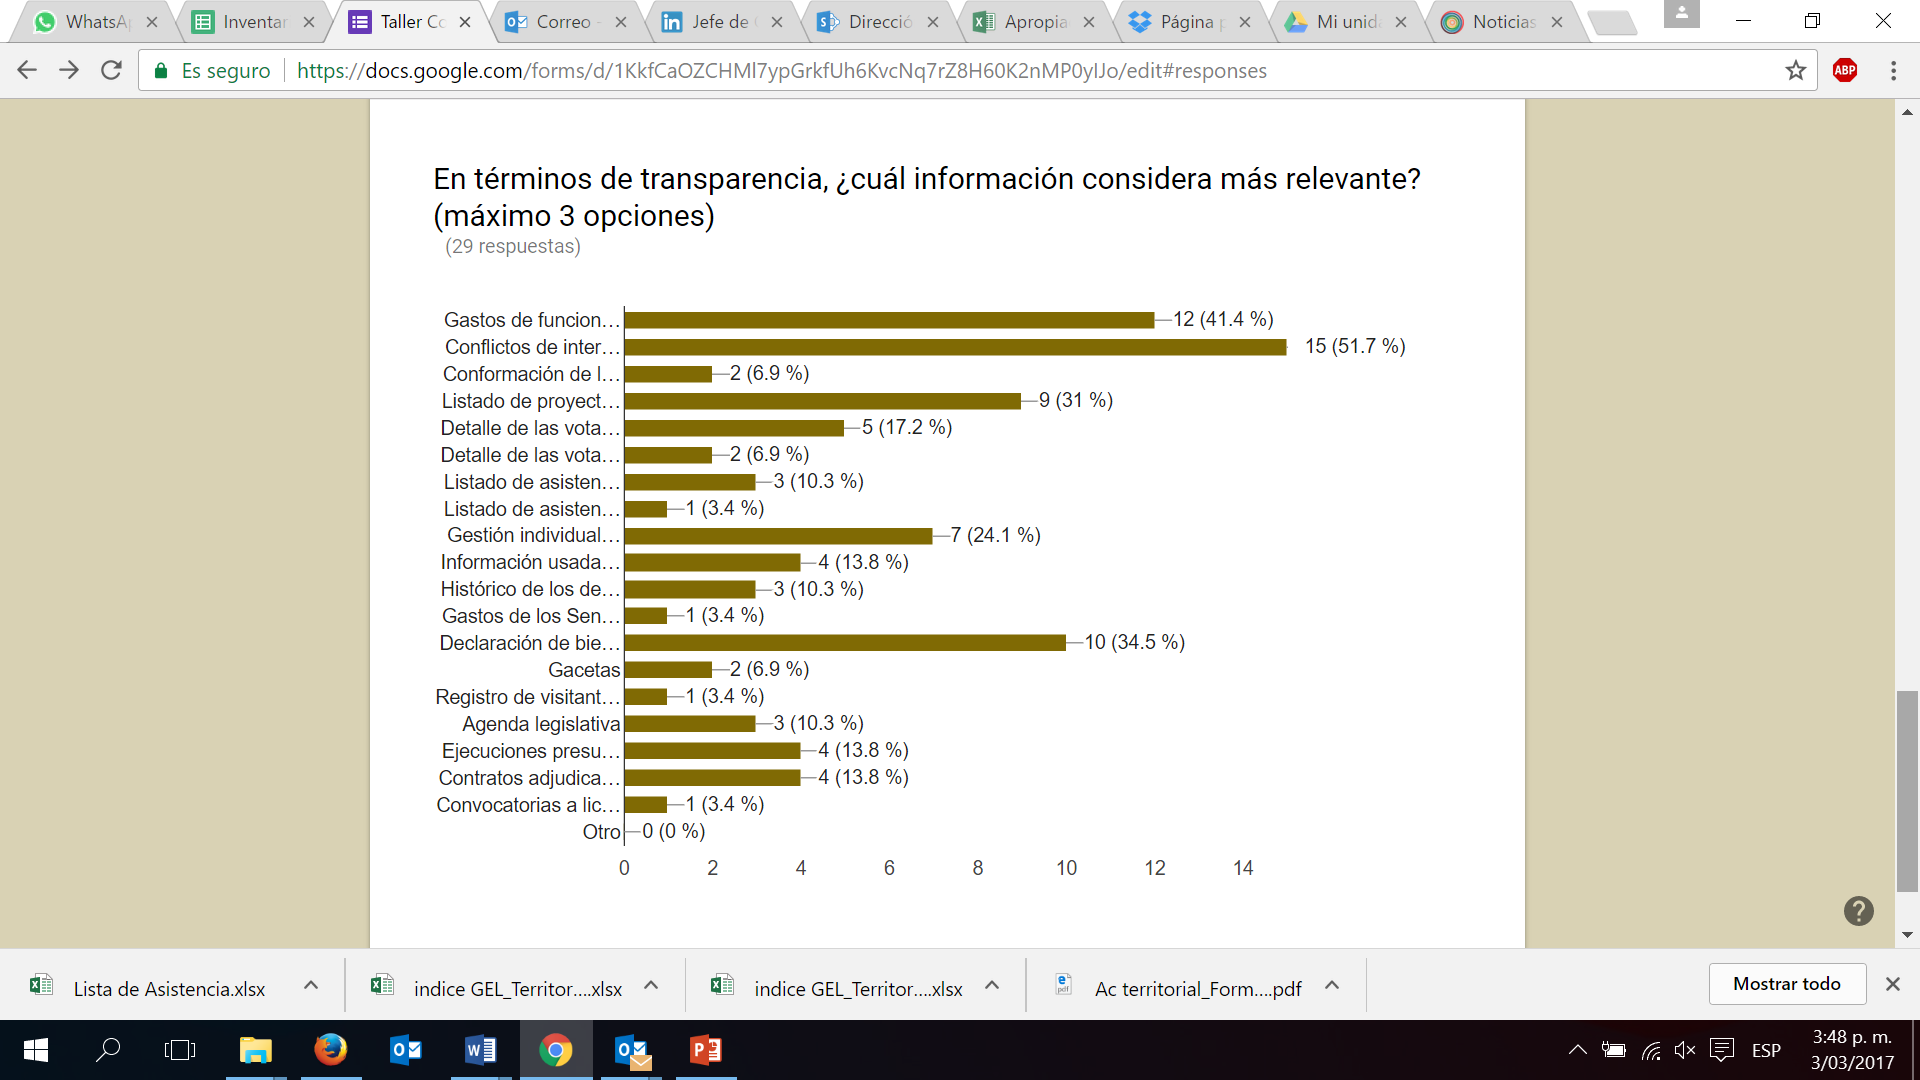 WhatsA
Inventar
Taller Co
Correo -
Jefe de
Direcció
Apropia
Página p
Mi unid
Noticias
Es seguro
https://docs.google.com/forms/d/1KkfCaOZCHMl7ypGrkfUh6KvcNq7rZ8H60K2nMP0yIJo/edit#responses
ABP
En términos de transparencia, ¿cuál información considera más relevante?
(máximo 3 opciones)
(29 respuestas)
Gastos de funcion… 12 (41.4 %)
Conflictos de inter… 15 (51.7 %)
Conformación de l… 2 (6.9 %)
Listado de proyect… 9 (31 %)
Detalle de las vota… 5 (17.2 %)
Detalle de las vota… 2 (6.9 %)
Listado de asisten… 3 (10.3 %)
Listado de asisten… 1 (3.4 %)
Gestión individual… 7 (24.1 %)
Información usada… 4 (13.8 %)
Histórico de los de… 3 (10.3 %)
Gastos de los Sen… 1 (3.4 %)
Declaración de bie… 10 (34.5 %)
Gacetas 2 (6.9 %)
Registro de visitant… 1 (3.4 %)
Agenda legislativa 3 (10.3 %)
Ejecuciones presu… 4 (13.8 %)
Contratos adjudica… 4 (13.8 %)
Convocatorias a lic… 1 (3.4 %)
Otro 0 (0 %)
0 2 4 6 8 10 12 14
Lista de Asistencia.xlsx
indice GEL_Territor....xlsx
indice GEL_Territor....xlsx
Ac territorial_Form....pdf
Mostrar todo
ESP
3:48 p. m.
3/03/2017